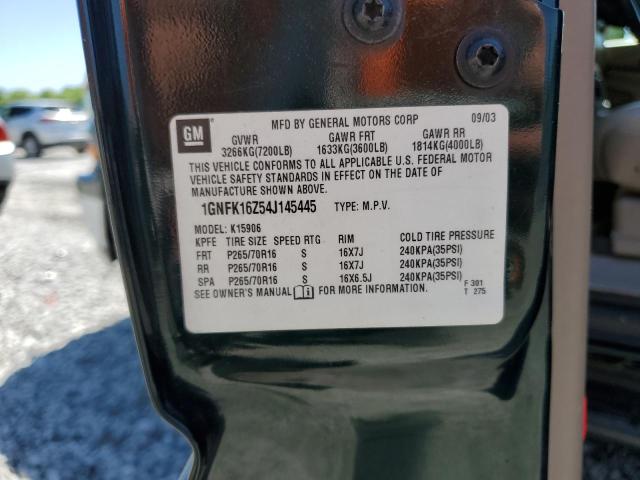 GM
MFD BY GENERAL MOTORS CORP 09/03
GVWR GAWR FRT GAWR RR
3266KG(7200LB) 1633KG(3600LB) 1814KG(4000LB)
THIS VEHICLE CONFORMS TO ALL APPLICABLE U.S. FEDERAL MOTOR
VEHICLE SAFETY STANDARDS IN EFFECT ON THE DATE OF
MANUFACTURE SHOWN ABOVE.
1GNFK16Z54J145445 TYPE: M.P.V.
MODEL: K15906
KPFE TIRE SIZE SPEED RTG RIM COLD TIRE PRESSURE
FRT P265/70R16 S 16X7J 240KPA(35PSI)
RR P265/70R16 S 16X7J 240KPA(35PSI)
SPA P265/70R16 S 16X6.5J 240KPA(35PSI)
SEE OWNER'S MANUAL FOR MORE INFORMATION.
F 301
T 275